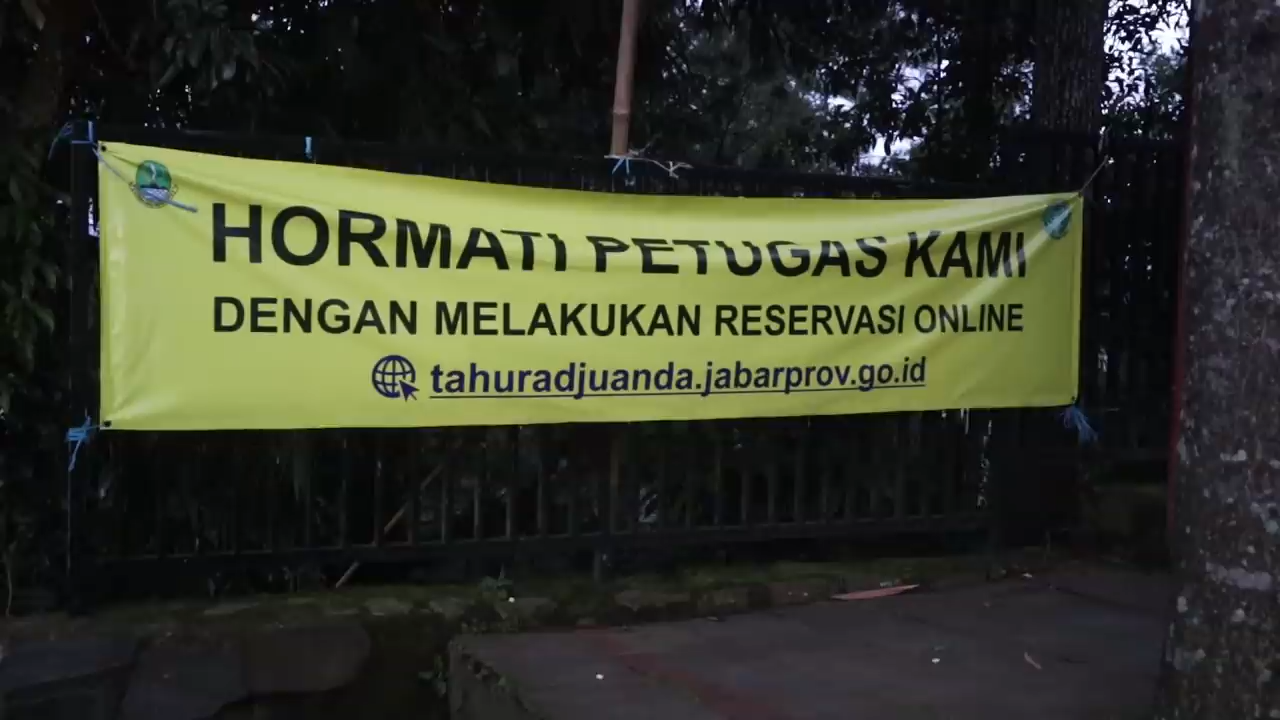 HORMATI PETUGAS KAMI
DENGAN MELAKUKAN RESERVASI ONLINE
tahuradjuanda.jabarprov.go.id